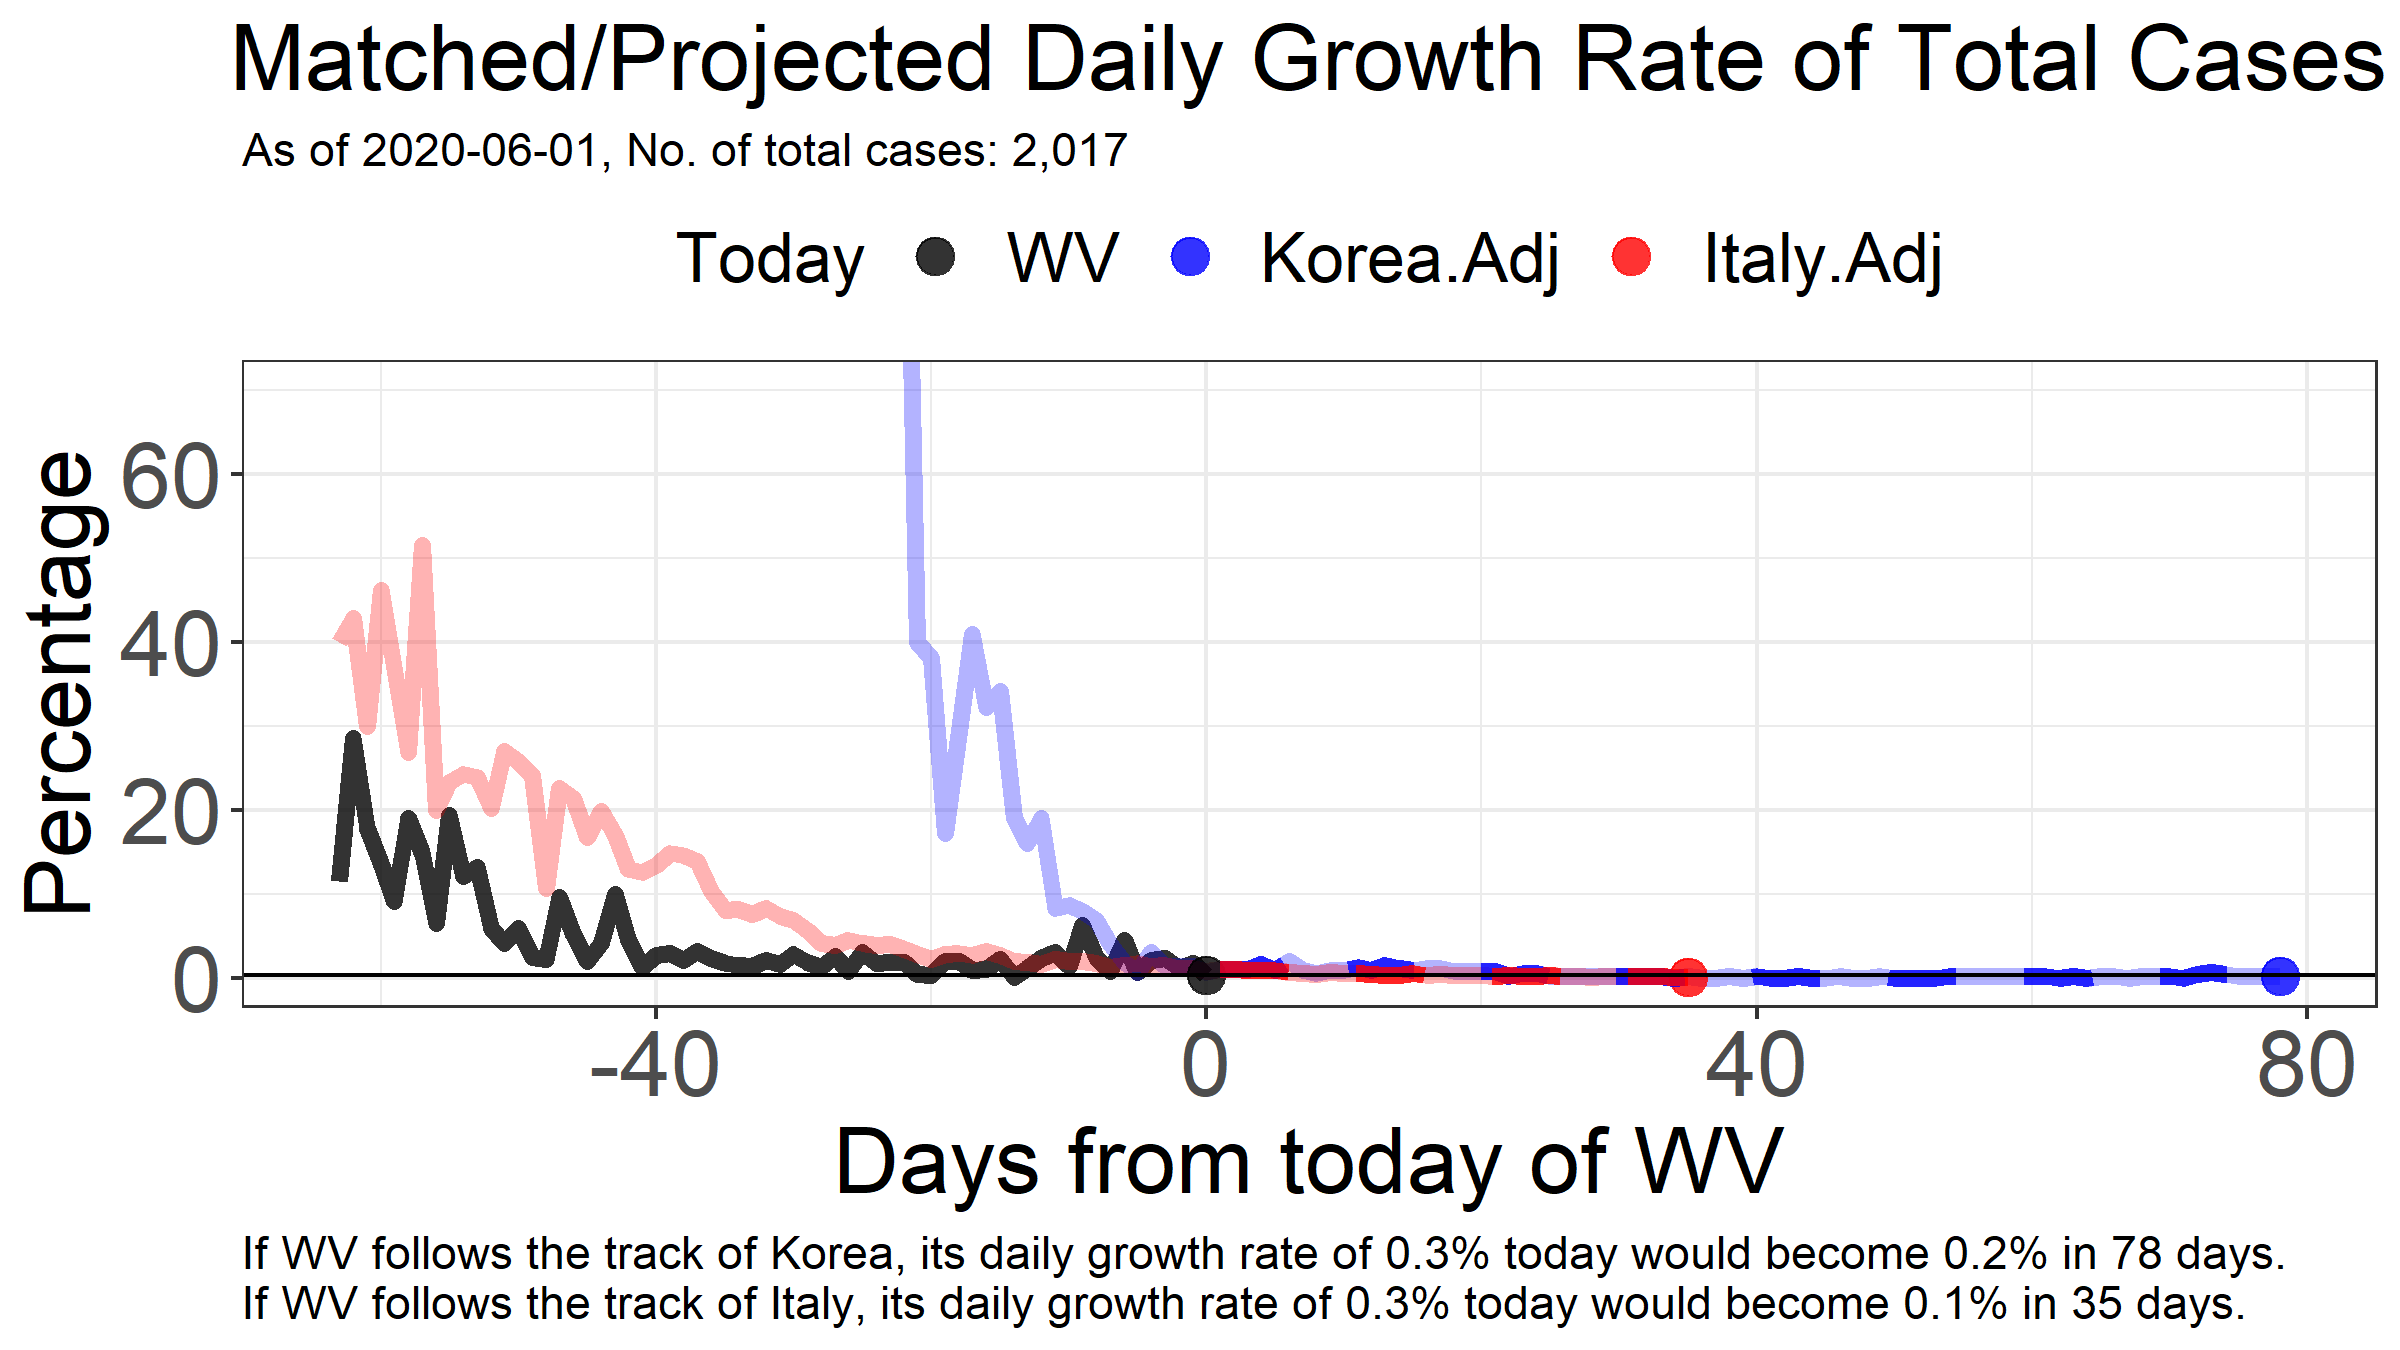 Matched/Projected Daily Growth Rate of Total Cases
As of 2020-06-01, No. of total cases: 2,017
Today WV Korea.Adj Italy.Adj
Percentage
60
40
20
0
-40 0 40 80
Days from today of WV
If WV follows the track of Korea, its daily growth rate of 0.3% today would become 0.2% in 78 days.
If WV follows the track of Italy, its daily growth rate of 0.3% today would become 0.1% in 35 days.